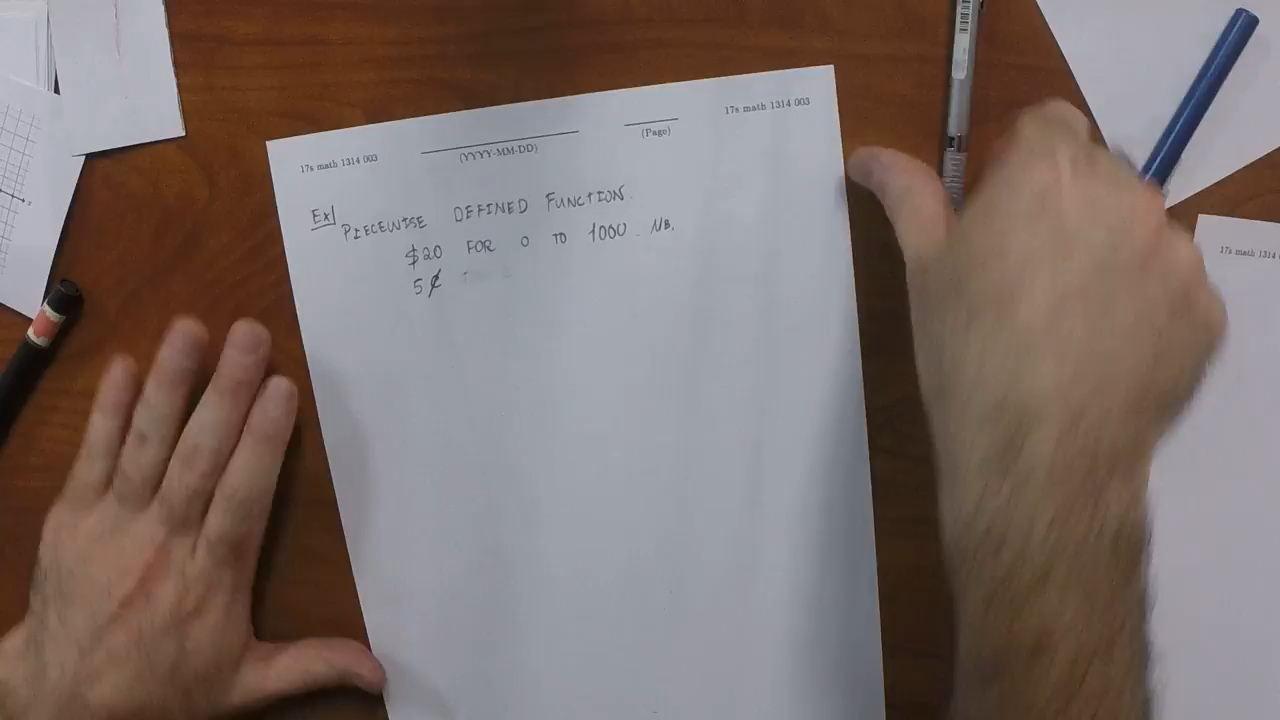 17s math 1314 003
(YYYY-MM-DD)
(Page)
17s math 1314 003
Ex|
PIECEWISE DEFINED FUNCTION.
$20 FOR 0 TO 1000 MB.
5¢
17s math 1314